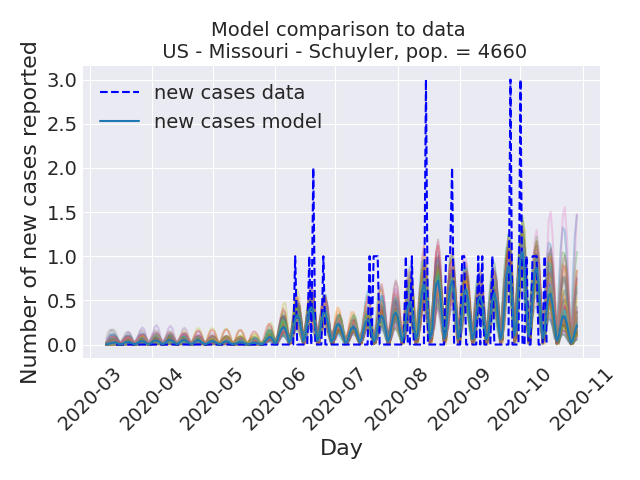 Model comparison to data
US - Missouri - Schuyler, pop. = 4660
Number of new cases reported
3.0
2.5
2.0
1.5
1.0
0.5
0.0
new cases data
new cases model
2020-03
2020-04
2020-05
2020-06
2020-07
2020-08
2020-09
2020-10
2020-11
Day